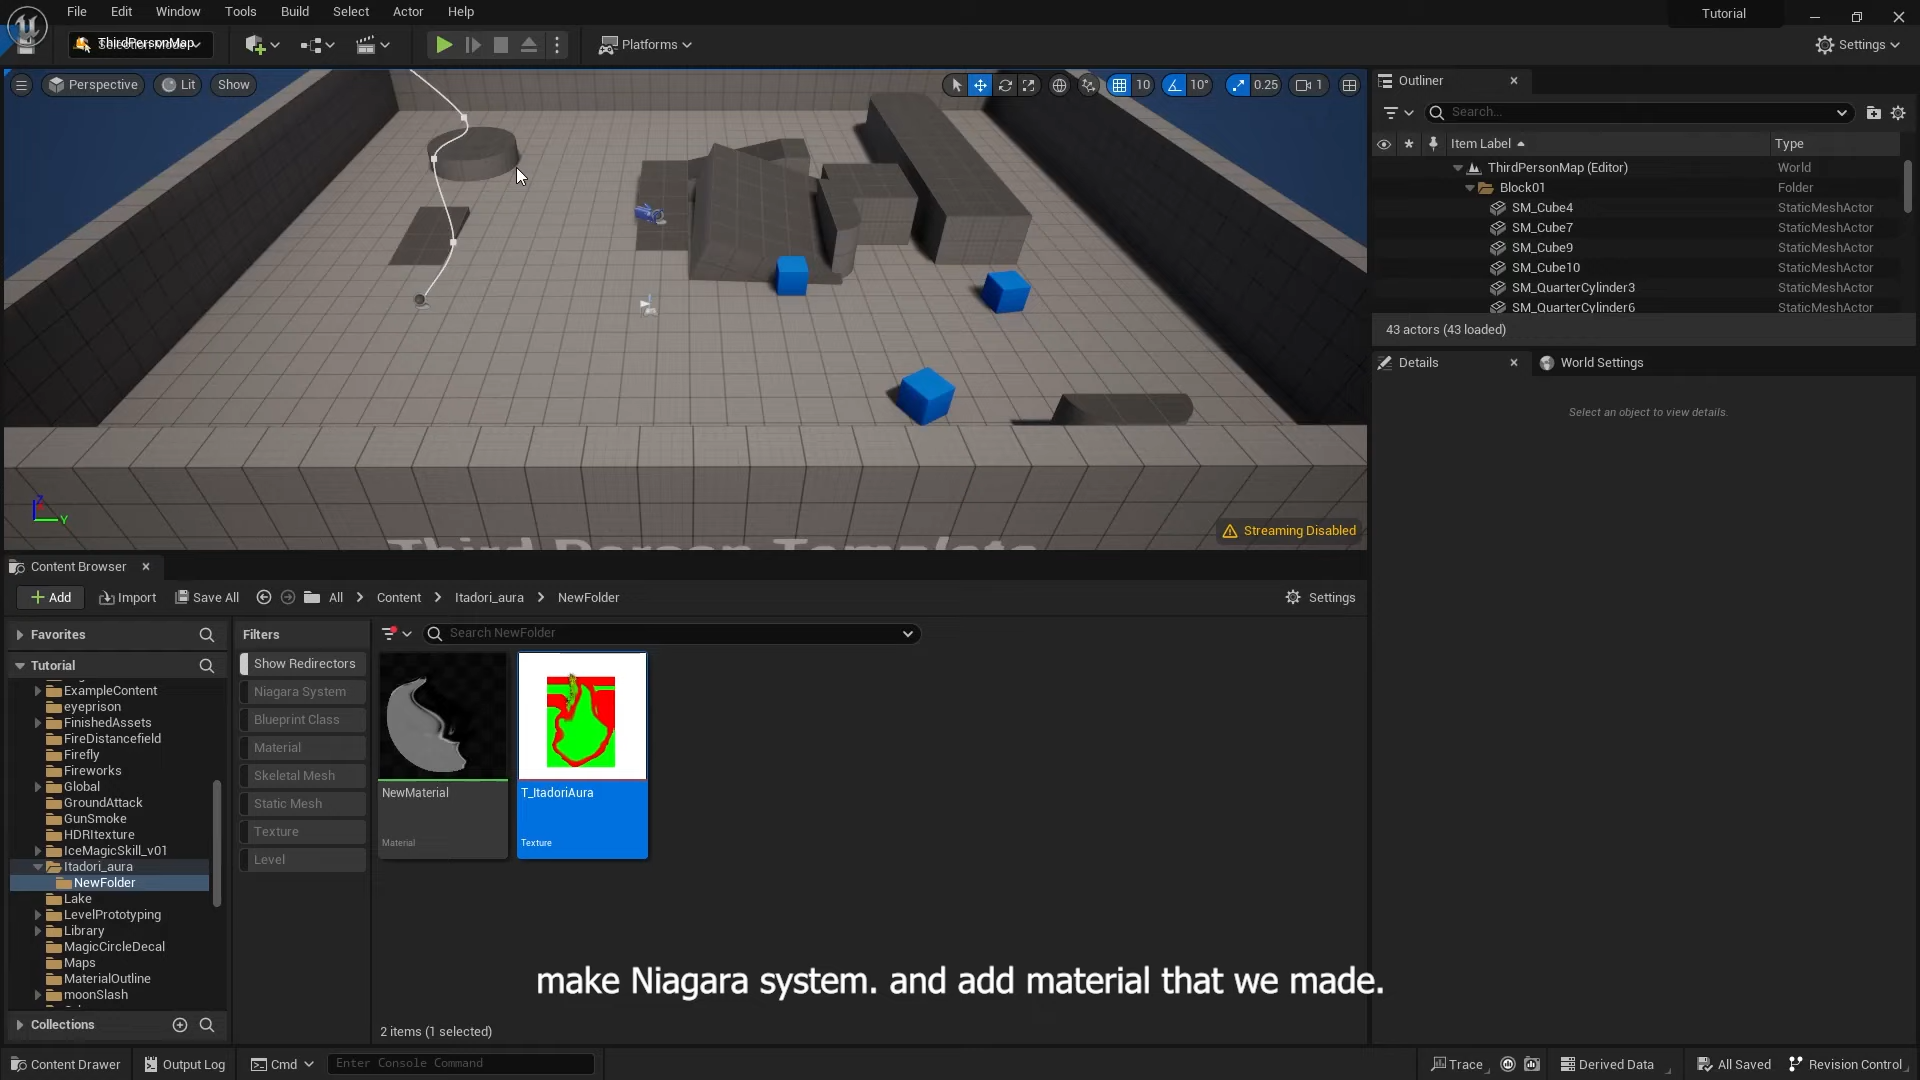 File Edit Window Tools Build Select Actor Help
Tutorial
ThirdPersonMap
Platforms
Settings
Perspective Lit Show
10 10° 0.25 1
Outliner
Search...
Item Label Type
ThirdPersonMap (Editor) World
Block01 Folder
SM_Cube4 StaticMeshActor
SM_Cube7 StaticMeshActor
SM_Cube9 StaticMeshActor
SM_Cube10 StaticMeshActor
SM_QuarterCylinder3 StaticMeshActor
SM_QuarterCylinder6 StaticMeshActor
43 actors (43 loaded)
Details World Settings
Select an object to view details.
Z
Y
Streaming Disabled
Third Person Template
Content Browser
Add Import Save All All Content Itadori_aura NewFolder Settings
Favorites
Tutorial
ExampleContent
eyeprison
FinishedAssets
FireDistancefield
Firefly
Fireworks
Global
GroundAttack
GunSmoke
HDRItexture
IceMagicSkill_v01
Itadori_aura
NewFolder
Lake
LevelPrototyping
Library
MagicCircleDecal
Maps
MaterialOutline
moonSlash
Collections
Filters
Show Redirectors
Niagara System
Blueprint Class
Material
Skeletal Mesh
Static Mesh
Texture
Level
Search NewFolder
NewMaterial
Material
T_ItadoriAura
Texture
make Niagara system. and add material that we made.
2 items (1 selected)
Content Drawer Output Log Cmd Enter Console Command Trace Derived Data All Saved Revision Control